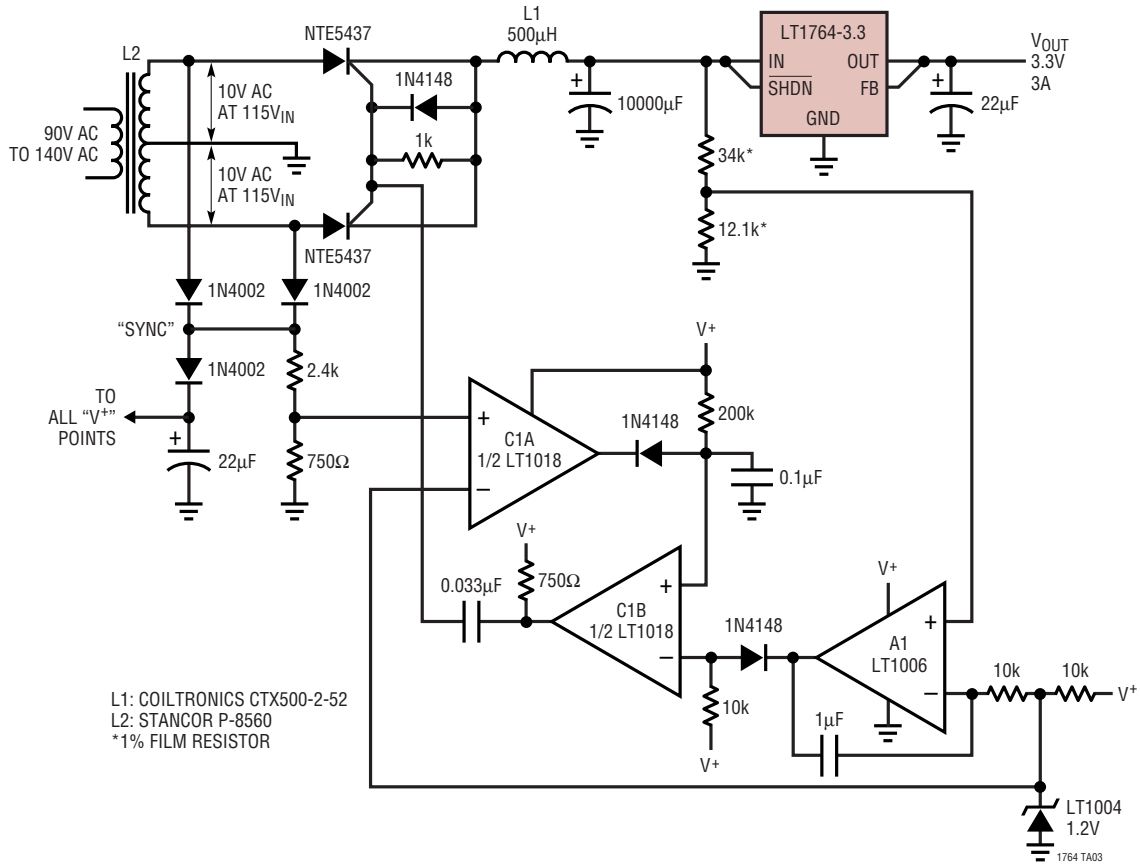 L2
NTE5437
L1
500µH
1N4148
1k
10V AC
AT 115VIN
90V AC
TO 140V AC
10V AC
AT 115VIN
NTE5437
+
10000µF
LT1764-3.3
IN
OUT
SHDN
FB
GND
+
22µF
VOUT
3.3V
3A
34k*
12.1k*
1N4002
1N4002
“SYNC”
1N4002
2.4k
TO
ALL “V+”
POINTS
+
22µF
750Ω
+
C1A
1/2 LT1018
−
1N4148
V+
200k
0.1µF
V+
750Ω
0.033µF
+
C1B
1/2 LT1018
−
1N4148
10k
V+
V+
+
A1
LT1006
−
1µF
10k
10k
V+
LT1004
1.2V
L1: COILTRONICS CTX500-2-52
L2: STANCOR P-8560
*1% FILM RESISTOR
1764 TA03